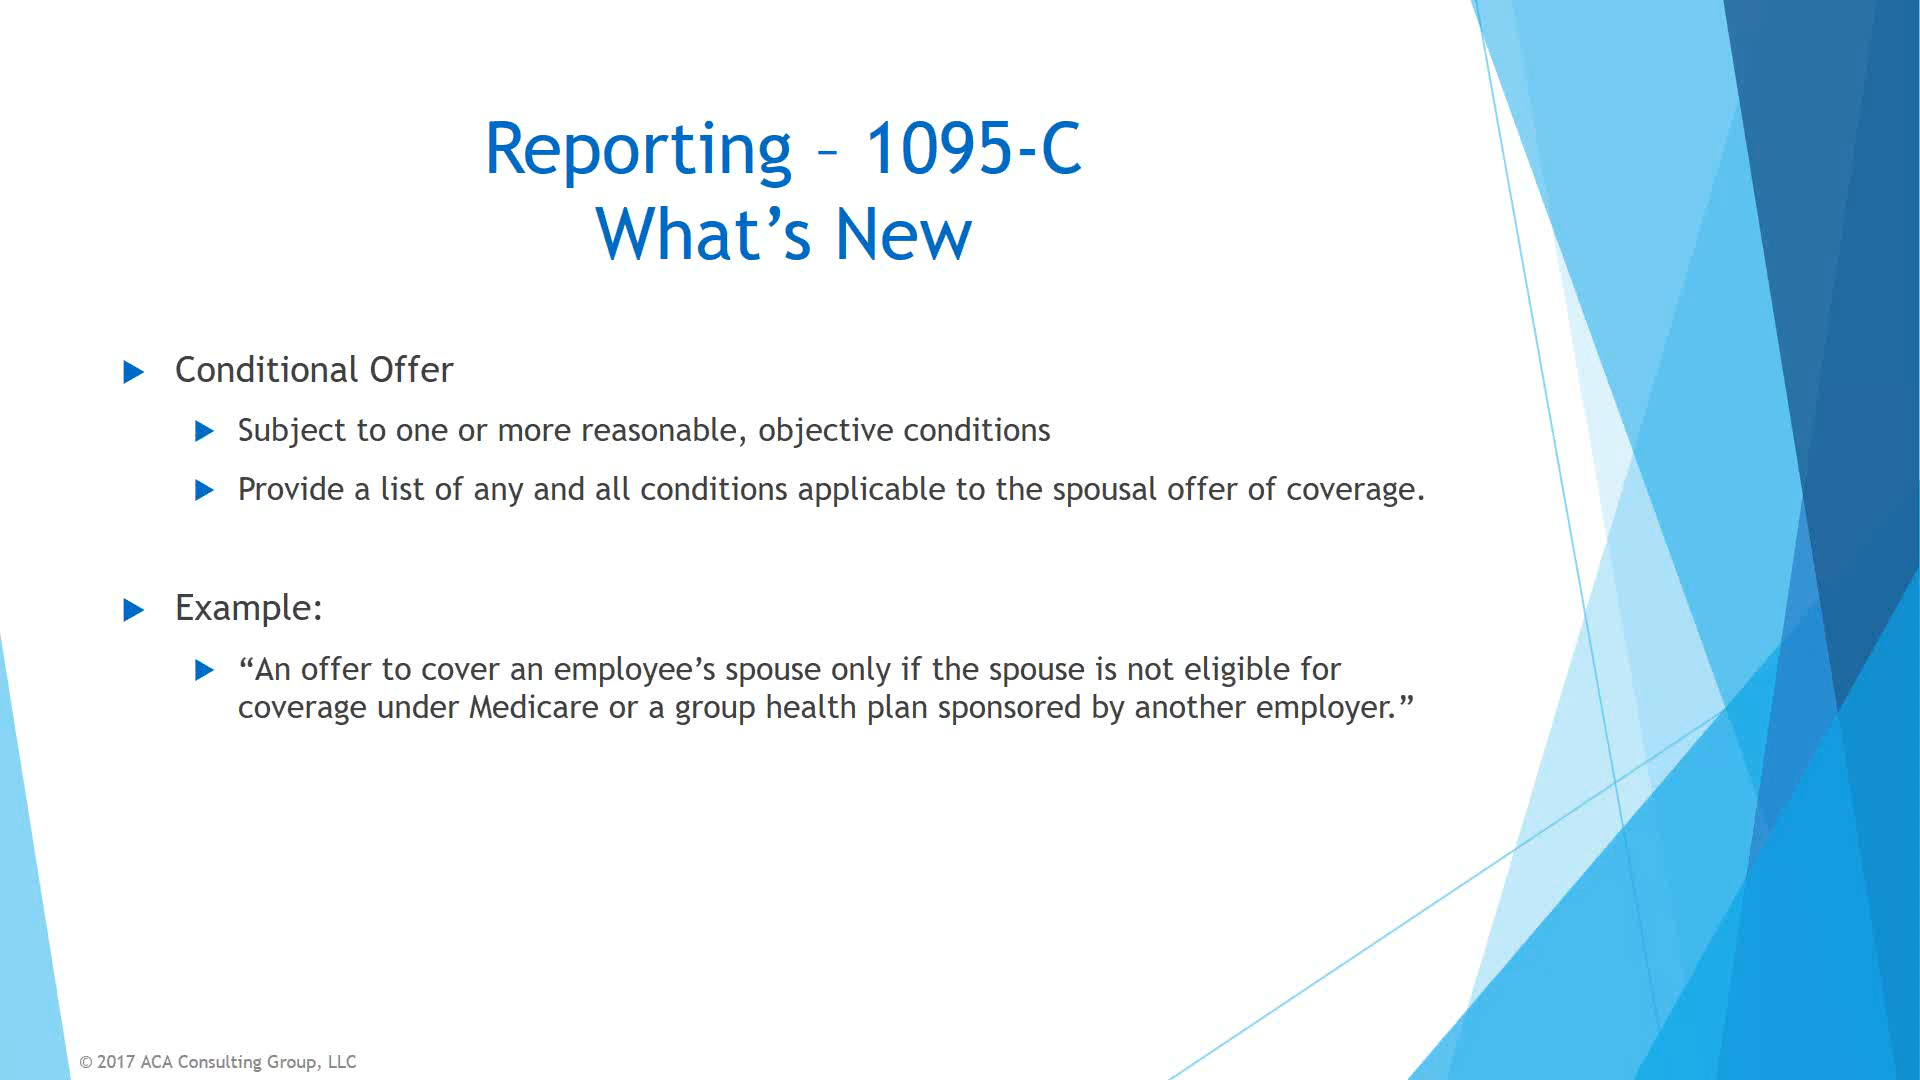 Reporting – 1095-C
What’s New
Conditional Offer
Subject to one or more reasonable, objective conditions
Provide a list of any and all conditions applicable to the spousal offer of coverage.
Example:
“An offer to cover an employee’s spouse only if the spouse is not eligible for
coverage under Medicare or a group health plan sponsored by another employer.”
© 2017 ACA Consulting Group, LLC